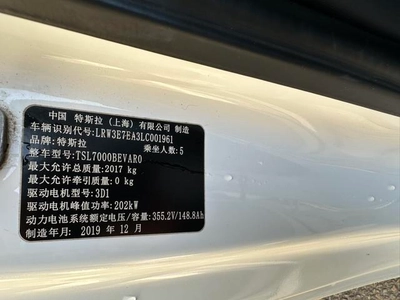 中国 特斯拉（上海）有限公司 制造
车辆识别代号: LRW3E7EA3LC001961
品牌: 特斯拉 乘坐人数: 5
整车型号: TSL7000BEVAR0
最大允许总质量: 2017 kg
最大允许牵引质量: 0 kg
驱动电机型号: 3D1
驱动电机峰值功率: 202kW
动力电池系统额定电压/容量: 355.2V/148.8Ah
制造年月: 2019 年 12 月